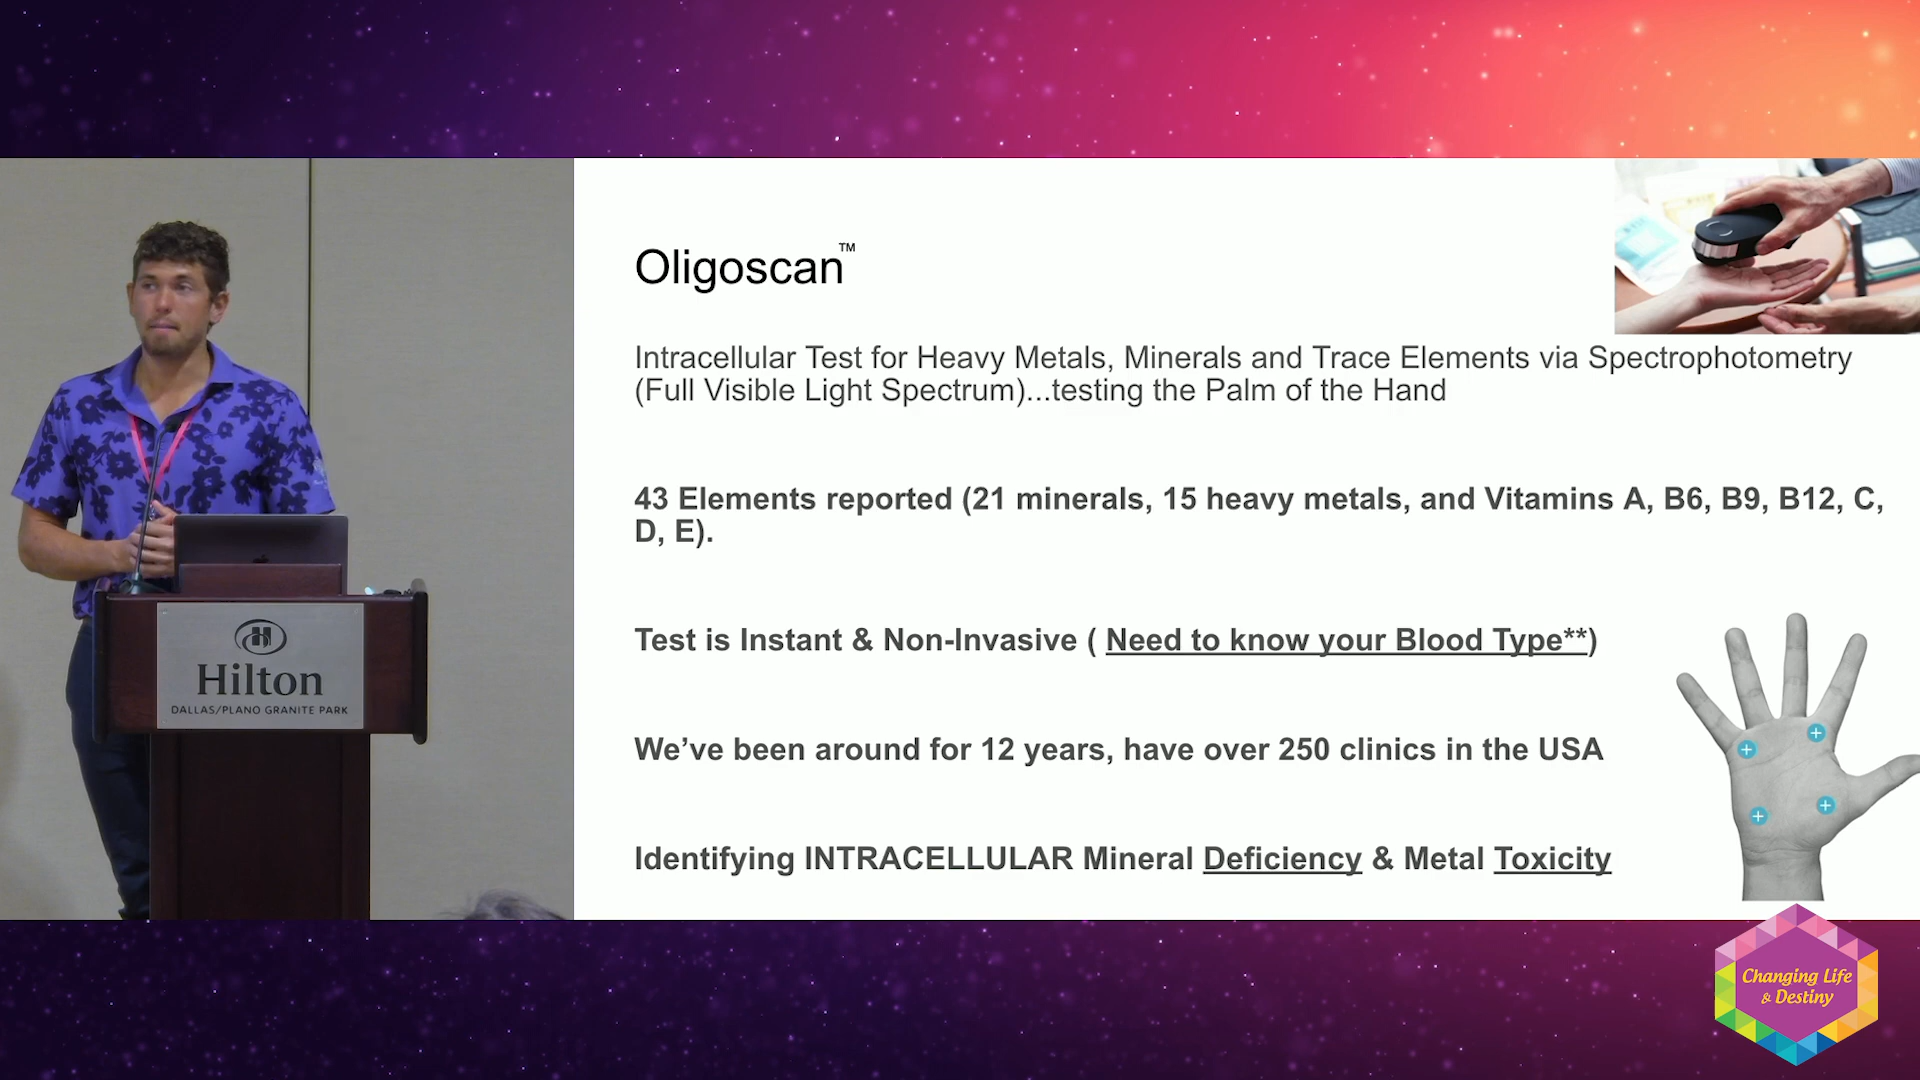 Oligoscan™
Intracellular Test for Heavy Metals, Minerals and Trace Elements via Spectrophotometry
(Full Visible Light Spectrum)...testing the Palm of the Hand
43 Elements reported (21 minerals, 15 heavy metals, and Vitamins A, B6, B9, B12, C,
D, E).
Test is Instant & Non-Invasive ( Need to know your Blood Type**)
We’ve been around for 12 years, have over 250 clinics in the USA
Identifying INTRACELLULAR Mineral Deficiency & Metal Toxicity
H
Hilton
DALLAS/PLANO GRANITE PARK
Changing Life
& Destiny